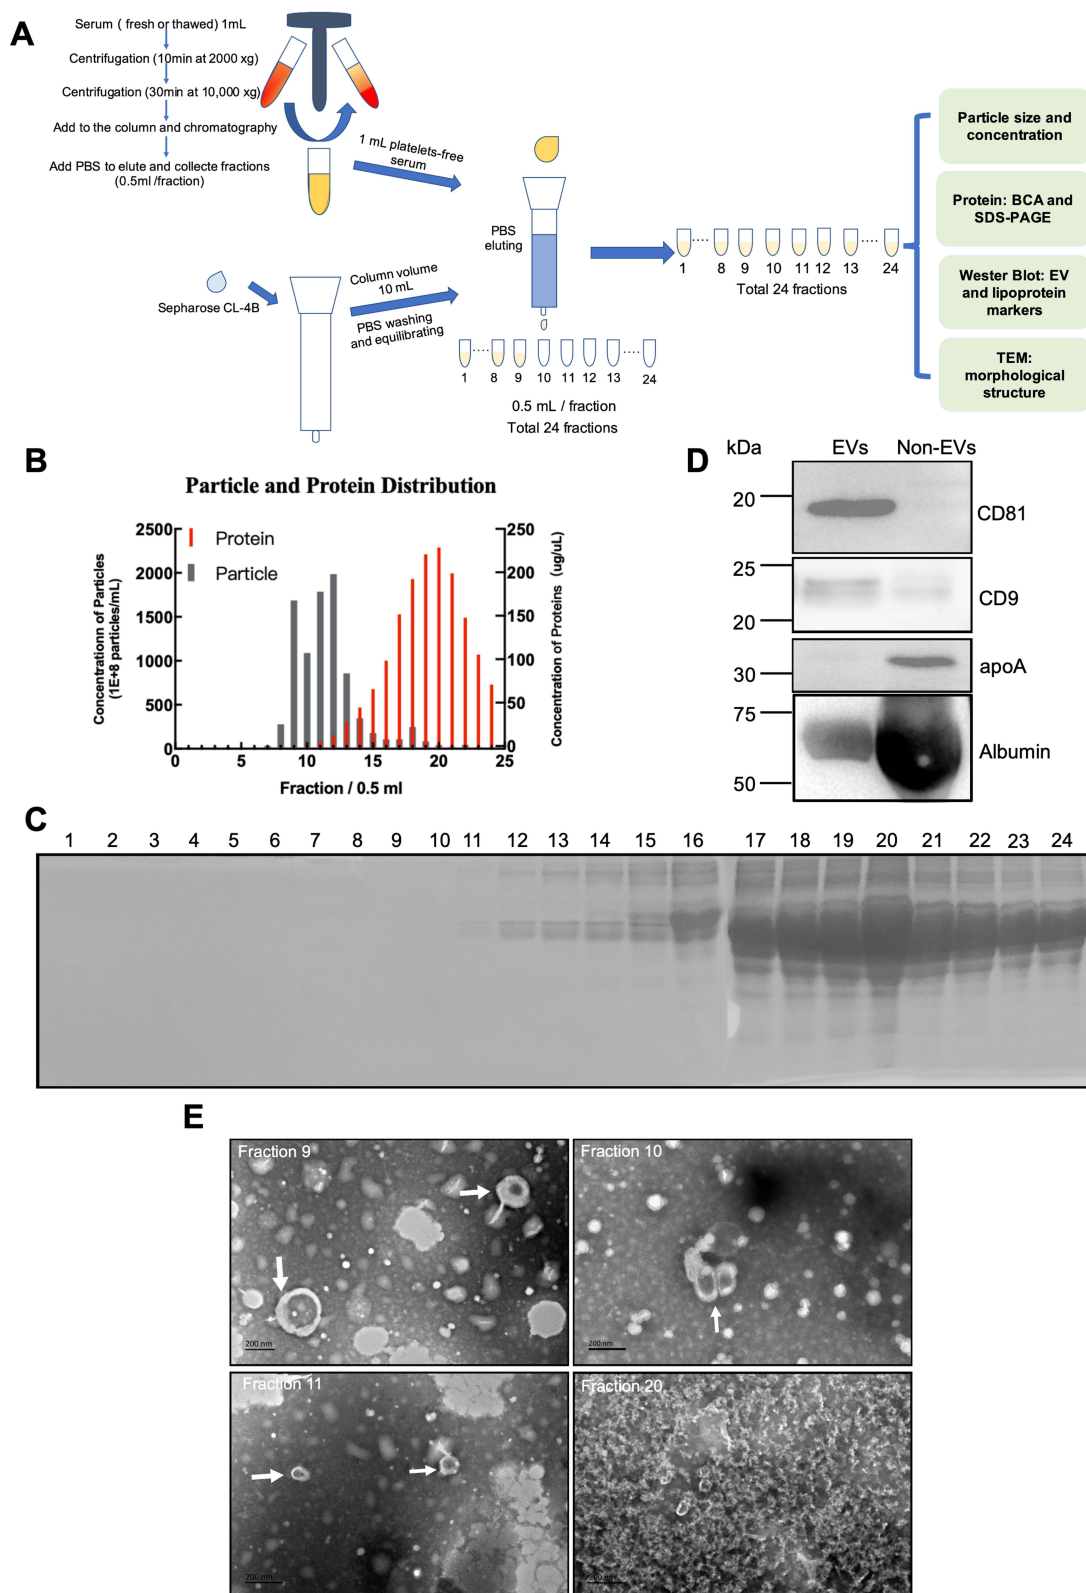 A
Serum ( fresh or thawed) 1mL
Centrifugation (10min at 2000 xg)
Centrifugation (30min at 10,000 xg)
Add to the column and chromatography
Add PBS to elute and collecte fractions
(0.5ml /fraction)
1 mL platelets-free
serum
Sepharose CL-4B
Column volume
10 mL
PBS washing
and equilibrating
PBS
eluting
1 .... 8 9 10 11 12 13 .... 24
0.5 mL / fraction
Total 24 fractions
1 .... 8 9 10 11 12 13 .... 24
Total 24 fractions
Particle size and
concentration
Protein: BCA and
SDS-PAGE
Wester Blot: EV
and lipoprotein
markers
TEM:
morphological
structure
B
Particle and Protein Distribution
Concentrationn of Particles
(1E+8 particles/mL)
2500
2000
1500
1000
500
0
Protein
Particle
250
200
150
100
50
0
Concentration of Proteins (ug/uL)
0 5 10 15 20 25
Fraction / 0.5 ml
D
kDa EVs Non-EVs
20 CD81
25
CD9
20
30 apoA
75
Albumin
50
C
1 2 3 4 5 6 7 8 9 10 11 12 13 14 15 16 17 18 19 20 21 22 23 24
E
Fraction 9
200 nm
Fraction 10
200 nm
Fraction 11
200 nm
Fraction 20
200 nm